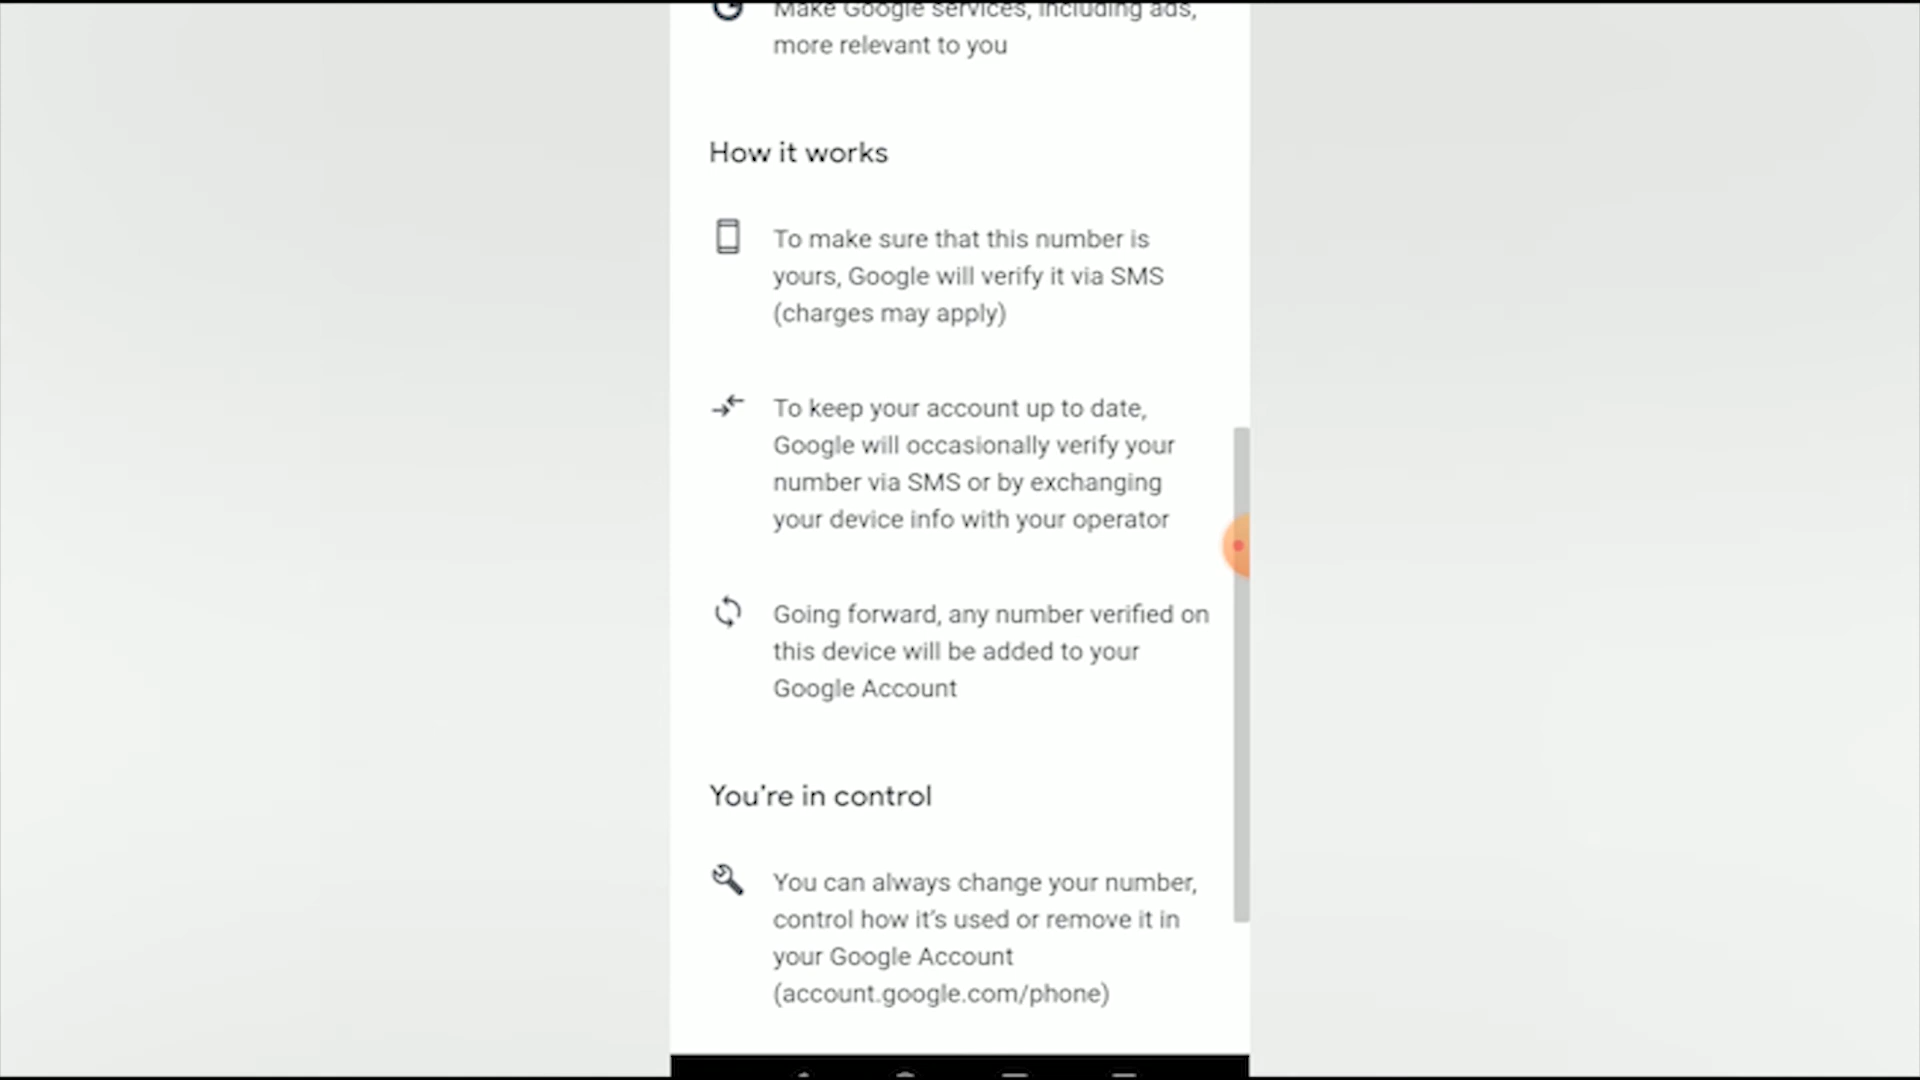 Make Google services, including ads,
more relevant to you
How it works
To make sure that this number is
yours, Google will verify it via SMS
(charges may apply)
To keep your account up to date,
Google will occasionally verify your
number via SMS or by exchanging
your device info with your operator
Going forward, any number verified on
this device will be added to your
Google Account
You’re in control
You can always change your number,
control how it’s used or remove it in
your Google Account
(account.google.com/phone)